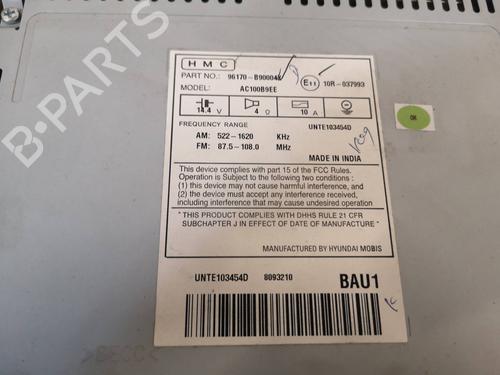 HMC
PART NO.: 96170-B90004X
MODEL: AC100B9EE
E11 10R-037993
14.4 V 4 Ω 10 A
FREQUENCY RANGE UNTE103454D
AM: 522-1620 KHz
FM: 87.5-108.0 MHz
MADE IN INDIA
This device complies with part 15 of the FCC Rules.
Operation is Subject to the following two conditions :
(1) this device may not cause harmful interference, and
(2) the device must accept any interference received,
including interference that may cause undesired operation
" THIS PRODUCT COMPLIES WITH DHHS RULE 21 CFR
SUBCHAPTER J IN EFFECT OF DATE OF MANUFACTURE "
MANUFACTURED BY HYUNDAI MOBIS
UNTE103454D 8093210 BAU1
OK
B-PARTS
B-PARTS
B-PARTS